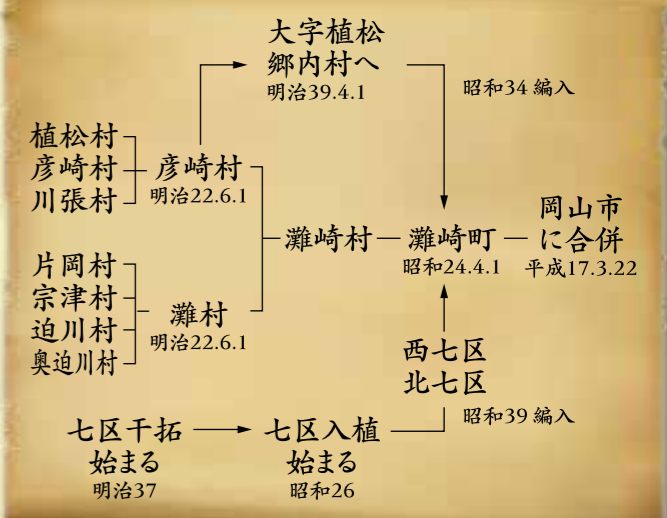 大字植松
郷内村へ
明治39.4.1
昭和34 編入
植松村
彦崎村
川張村
彦崎村
明治22.6.1
片岡村
宗津村
迫川村
奥迫川村
灘村
明治22.6.1
灘崎村
灘崎町
昭和24.4.1
岡山市
に合併
平成17.3.22
西七区
北七区
昭和39 編入
七区干拓
始まる
明治37
七区入植
始まる
昭和26